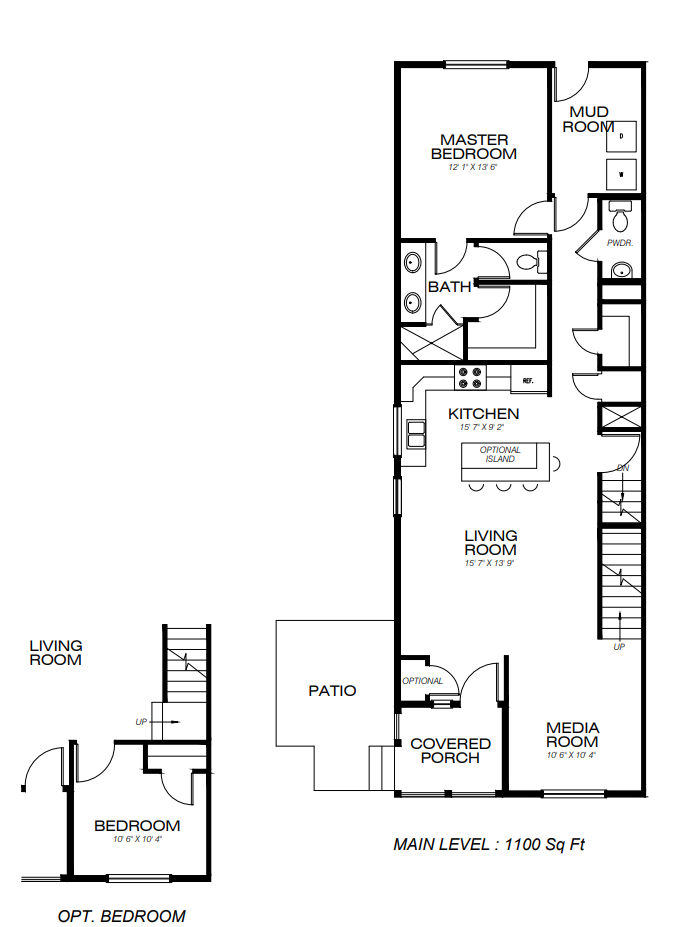 MUD
ROOM
D
W
MASTER
BEDROOM
12' 1" X 13' 6"
PWDR.
BATH
REF.
KITCHEN
15' 7" X 9' 2"
OPTIONAL
ISLAND
DN
LIVING
ROOM
15' 7" X 13' 9"
UP
OPTIONAL
PATIO
COVERED
PORCH
MEDIA
ROOM
10' 6" X 10' 4"
MAIN LEVEL : 1100 Sq Ft
LIVING
ROOM
UP
BEDROOM
10' 6" X 10' 4"
OPT. BEDROOM